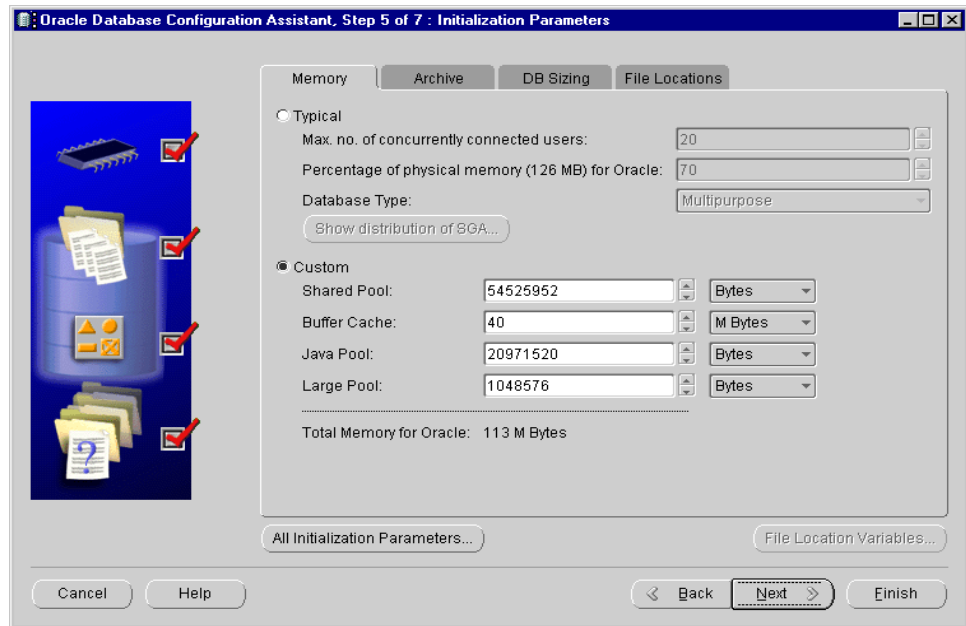 Oracle Database Configuration Assistant, Step 5 of 7 : Initialization Parameters
Memory Archive DB Sizing File Locations
Typical
Max. no. of concurrently connected users: 20
Percentage of physical memory (126 MB) for Oracle: 70
Database Type: Multipurpose
Show distribution of SGA...
Custom
Shared Pool: 54525952 Bytes
Buffer Cache: 40 M Bytes
Java Pool: 20971520 Bytes
Large Pool: 1048576 Bytes
Total Memory for Oracle: 113 M Bytes
?
All Initialization Parameters... File Location Variables...
Cancel Help Back Next Finish